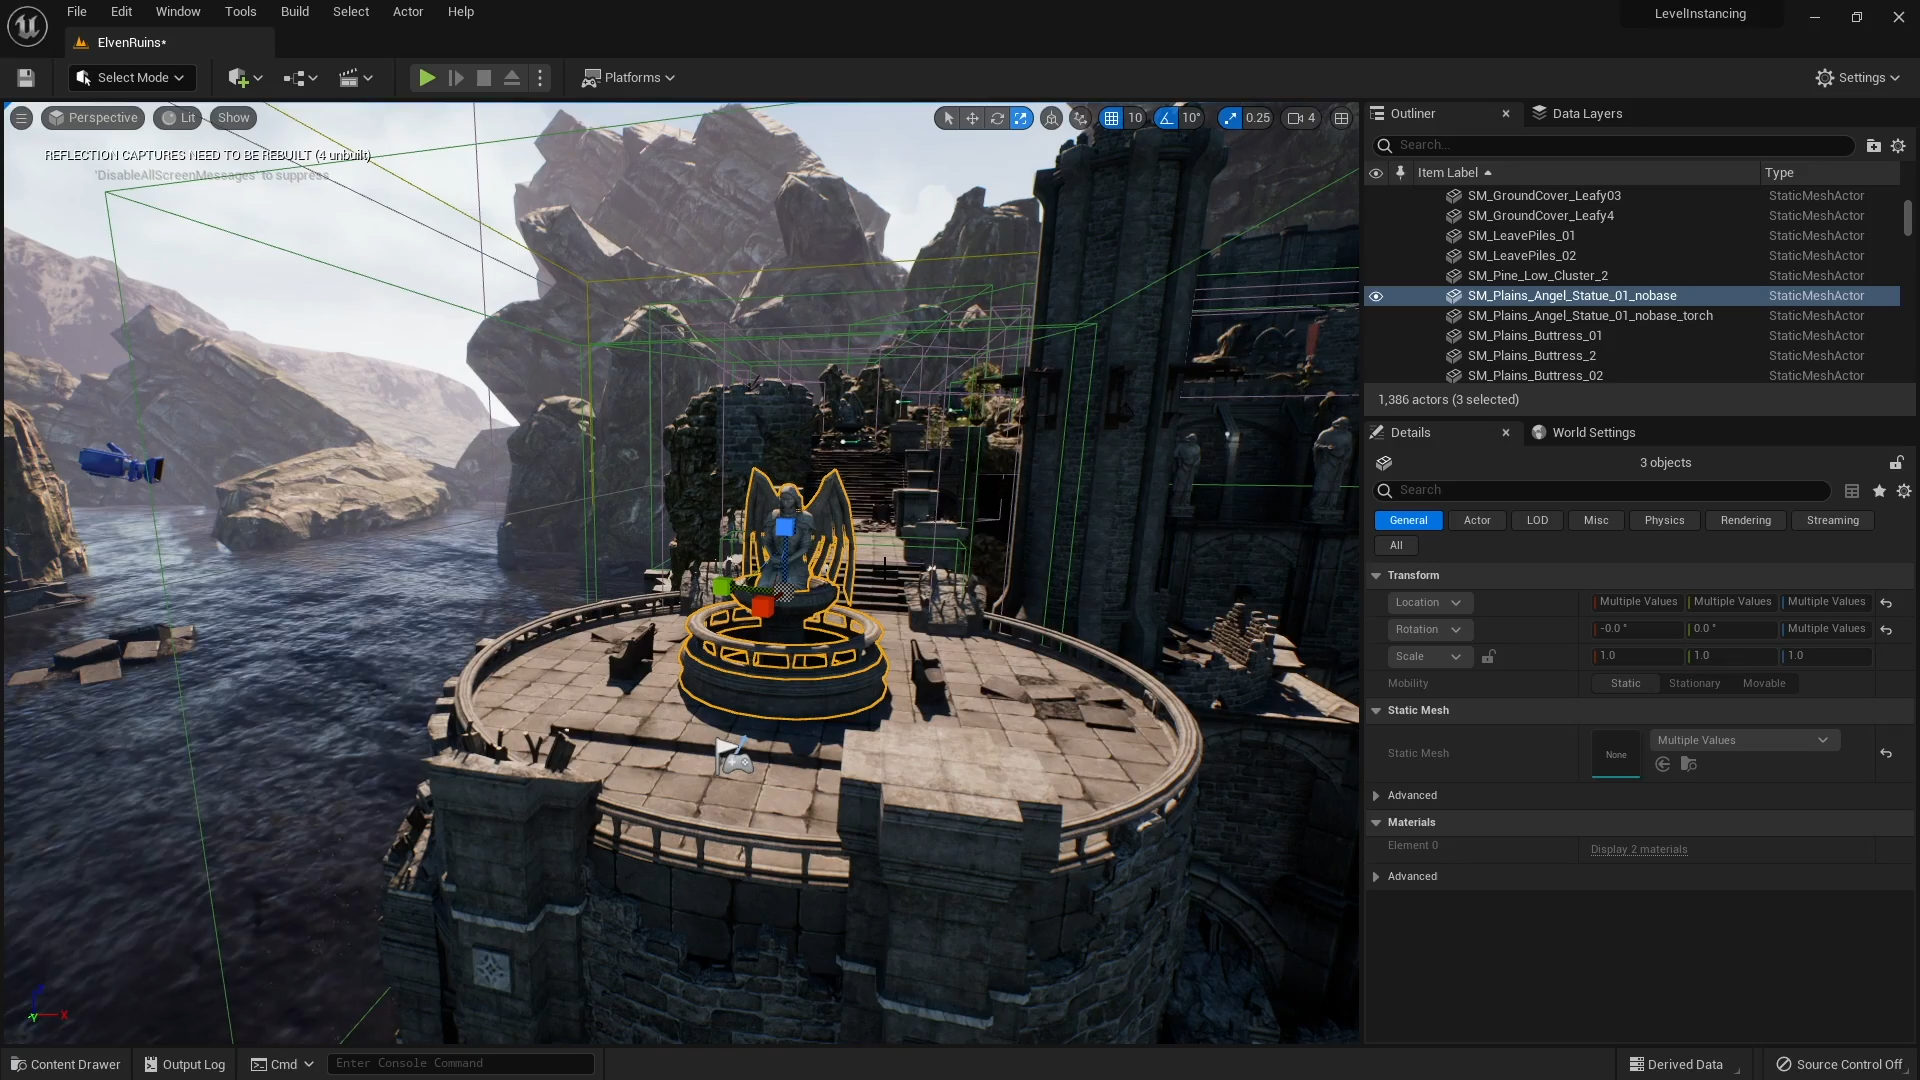 File Edit Window Tools Build Select Actor Help
LevelInstancing
ElvenRuins*
Select Mode
Platforms
Settings
Perspective Lit Show
10 10° 0.25 4
REFLECTION CAPTURES NEED TO BE REBUILT (4 unbuilt)
'DisableAllScreenMessages' to suppress
Outliner
Data Layers
Search...
Item Label Type
SM_GroundCover_Leafy03 StaticMeshActor
SM_GroundCover_Leafy4 StaticMeshActor
SM_LeavePiles_01 StaticMeshActor
SM_LeavePiles_02 StaticMeshActor
SM_Pine_Low_Cluster_2 StaticMeshActor
SM_Plains_Angel_Statue_01_nobase StaticMeshActor
SM_Plains_Angel_Statue_01_nobase_torch StaticMeshActor
SM_Plains_Buttress_01 StaticMeshActor
SM_Plains_Buttress_2 StaticMeshActor
SM_Plains_Buttress_02 StaticMeshActor
1,386 actors (3 selected)
Details
World Settings
3 objects
Search
General Actor LOD Misc Physics Rendering Streaming
All
Transform
Location Multiple Values Multiple Values Multiple Values
Rotation -0.0 ° 0.0 ° Multiple Values
Scale 1.0 1.0 1.0
Mobility Static Stationary Movable
Static Mesh
Static Mesh None Multiple Values
Advanced
Materials
Element 0 Display 2 materials
Advanced
Y X
Content Drawer Output Log Cmd Enter Console Command
Derived Data Source Control Off